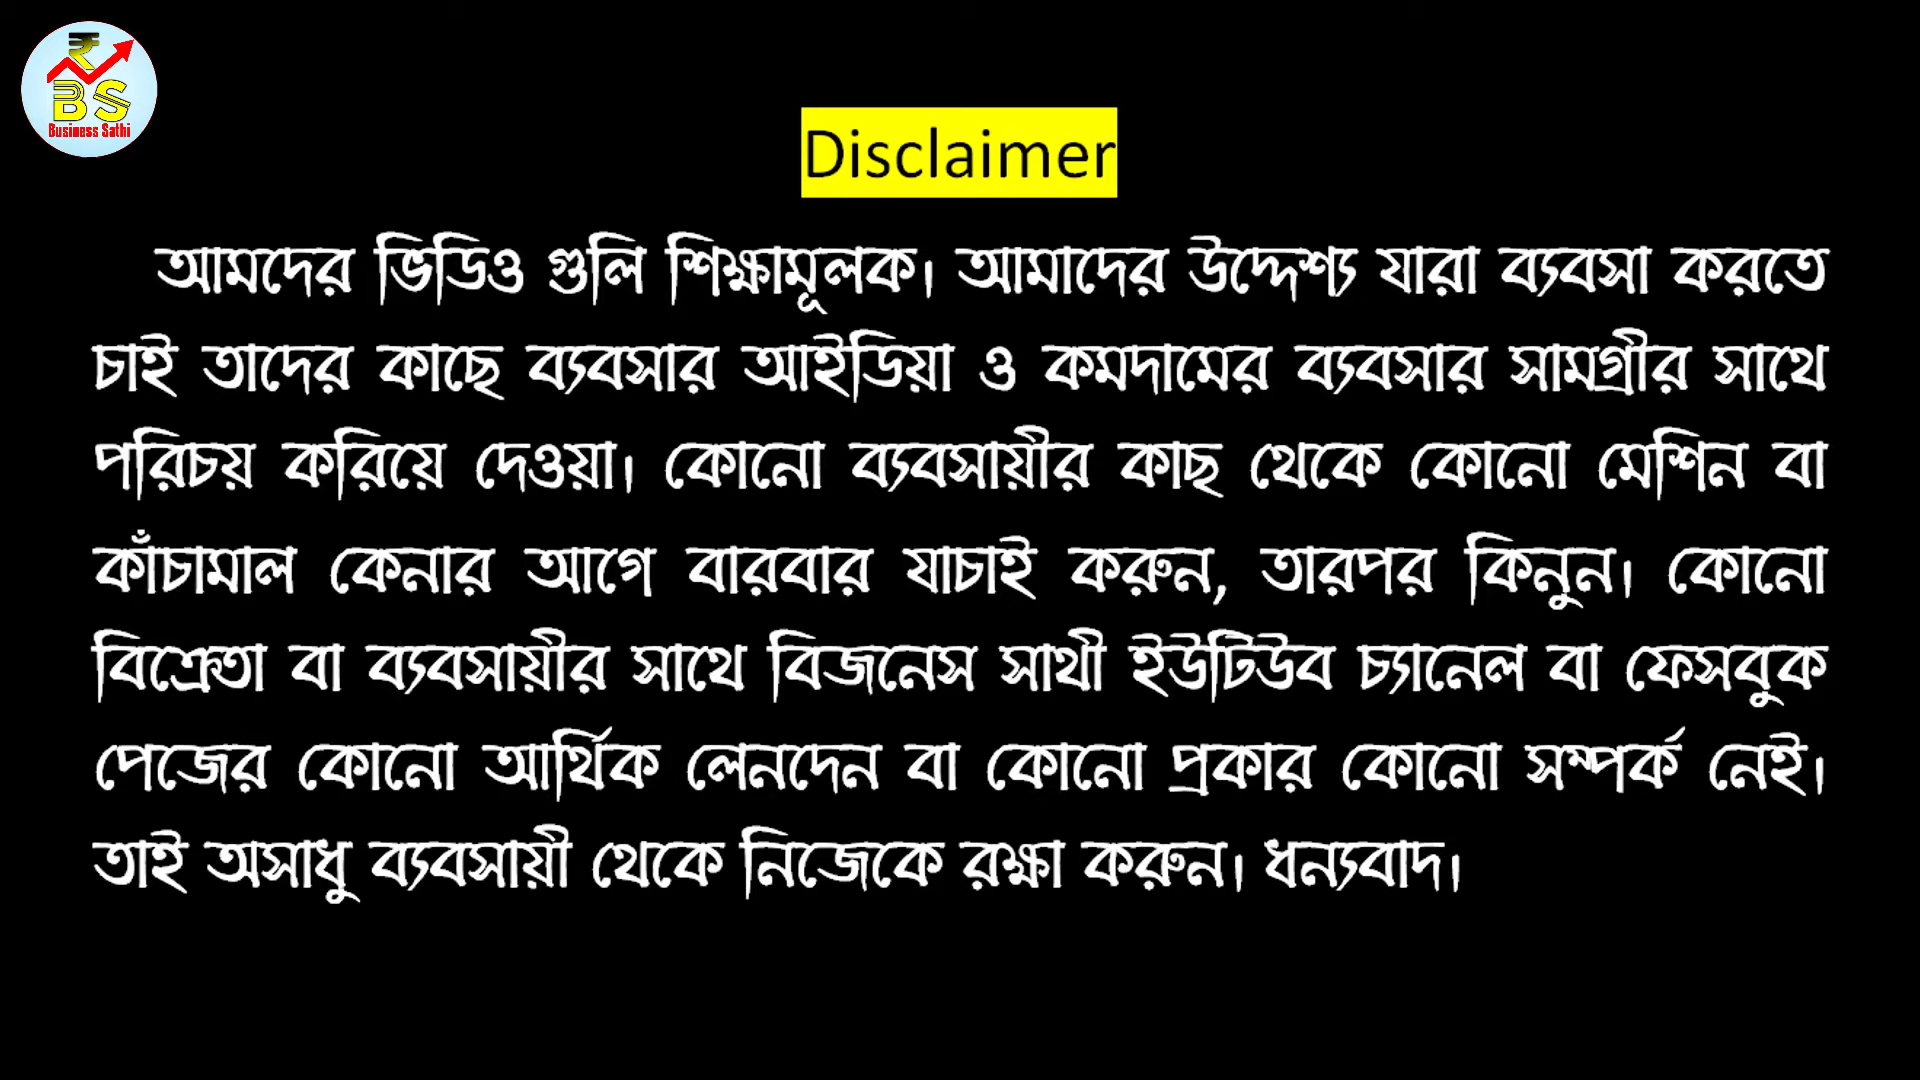 ₹
BS
Business Sathi
Disclaimer
আমদের ভিডিও গুলি শিক্ষামূলক। আমাদের উদ্দেশ্য যারা ব্যবসা করতে
চাই তাদের কাছে ব্যবসার আইডিয়া ও কমদামের ব্যবসার সামগ্রীর সাথে
পরিচয় করিয়ে দেওয়া। কোনো ব্যবসায়ীর কাছ থেকে কোনো মেশিন বা
কাঁচামাল কেনার আগে বারবার যাচাই করুন, তারপর কিনুন। কোনো
বিক্রেতা বা ব্যবসায়ীর সাথে বিজনেস সাথী ইউটিউব চ্যানেল বা ফেসবুক
পেজের কোনো আর্থিক লেনদেন বা কোনো প্রকার কোনো সম্পর্ক নেই।
তাই অসাধু ব্যবসায়ী থেকে নিজেকে রক্ষা করুন। ধন্যবাদ।